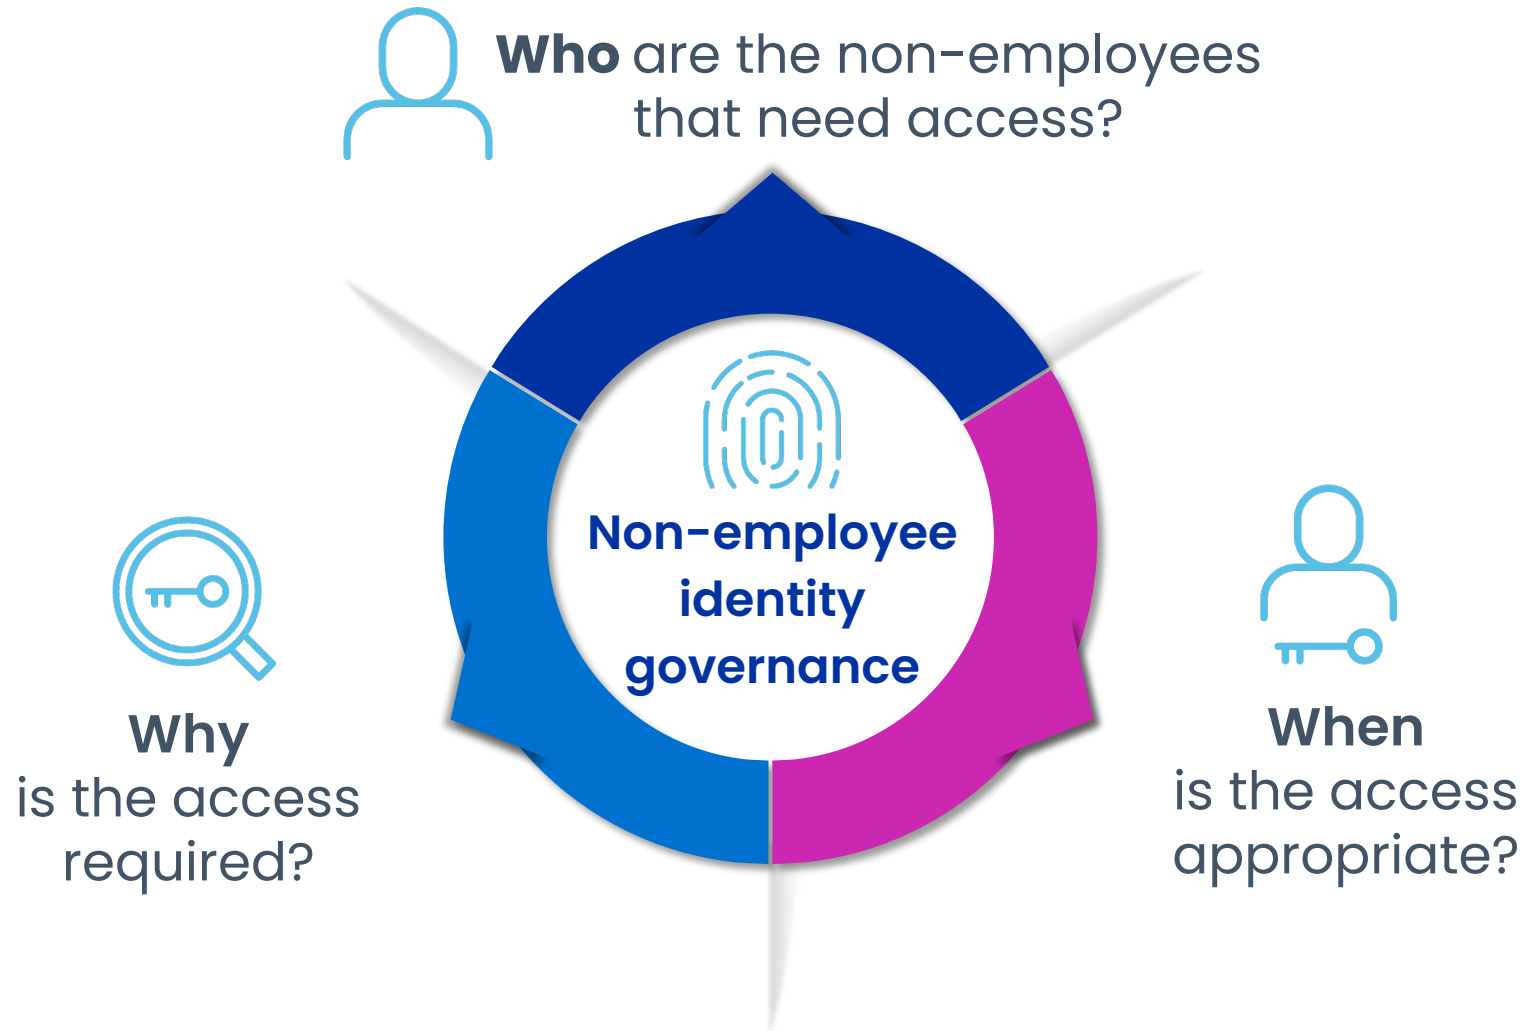 Who are the non-employees
that need access?
Non-employee
identity
governance
Why
is the access
required?
When
is the access
appropriate?